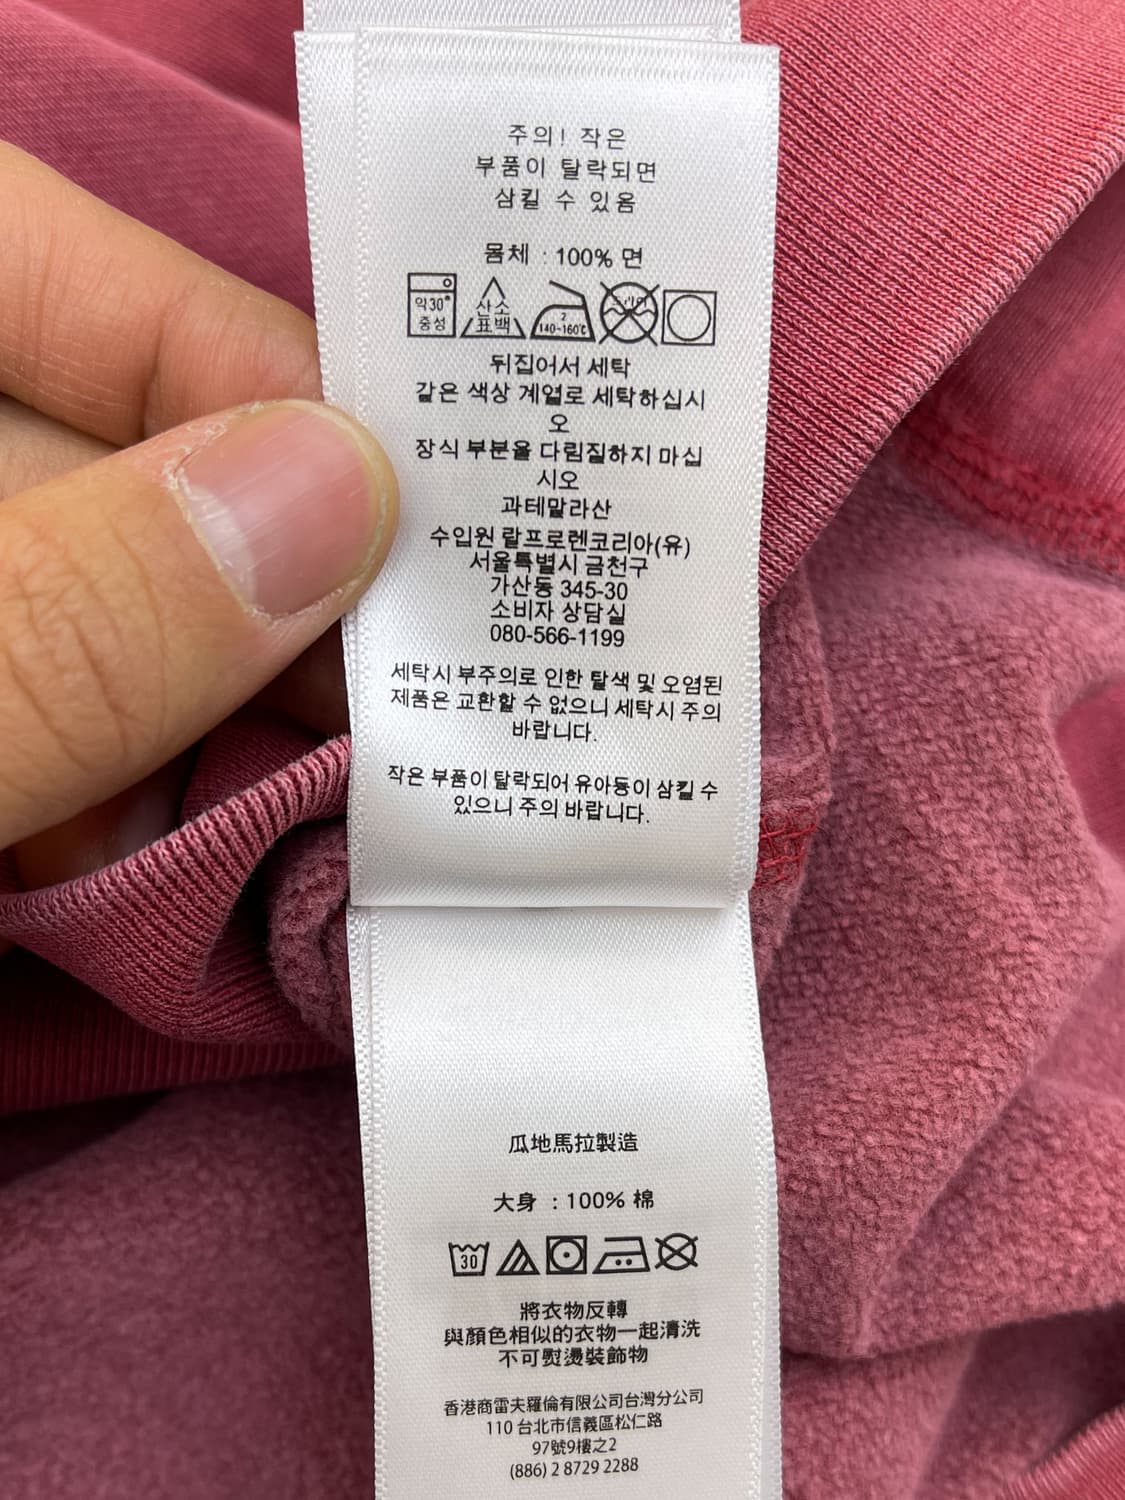 주의! 작은
부품이 탈락되면
삼킬 수 있음
몸체 : 100% 면
약30°
중성
산소
표백
2
140~160℃
드라이
뒤집어서 세탁
같은 색상 계열로 세탁하십시
오
장식 부분을 다림질하지 마십
시오
과테말라산
수입원 랄프로렌코리아(유)
서울특별시 금천구
가산동 345-30
소비자 상담실
080-566-1199
세탁시 부주의로 인한 탈색 및 오염된
제품은 교환할 수 없으니 세탁시 주의
바랍니다.
작은 부품이 탈락되어 유아등이 삼킬 수
있으니 주의 바랍니다.
瓜地馬拉製造
大身 : 100% 棉
30
將衣物反轉
與顏色相似的衣物一起清洗
不可熨燙裝飾物
香港商雷夫羅倫有限公司台灣分公司
110 台北市信義區松仁路
97號9樓之2
(886) 2 8729 2288